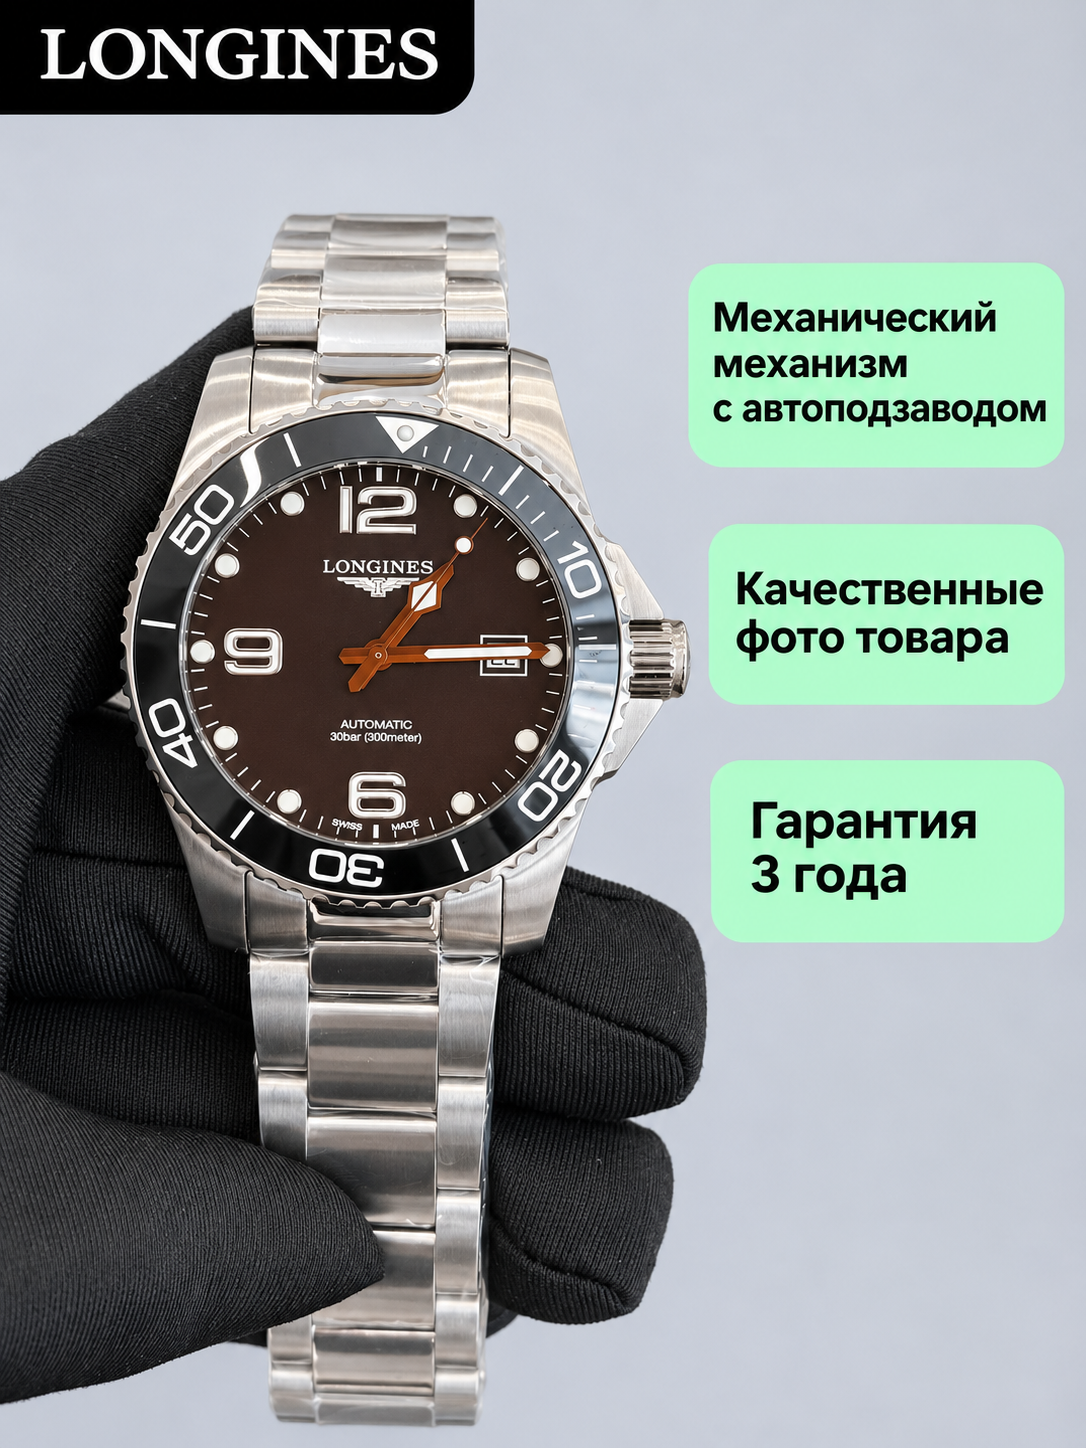 LONGINES
Механический
механизм
с автоподзаводом
Качественные
фото товара
Гарантия
3 года
12
50
10
LONGINES
9
40
20
AUTOMATIC
30bar (300meter)
6
SWISS MADE
30